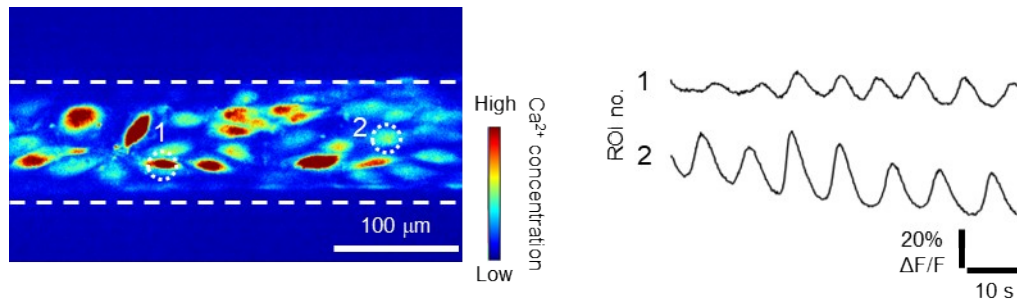 1
2
100 μm
High
Ca²⁺ concentration
Low
ROI no.
1
2
20%
ΔF/F
10 s